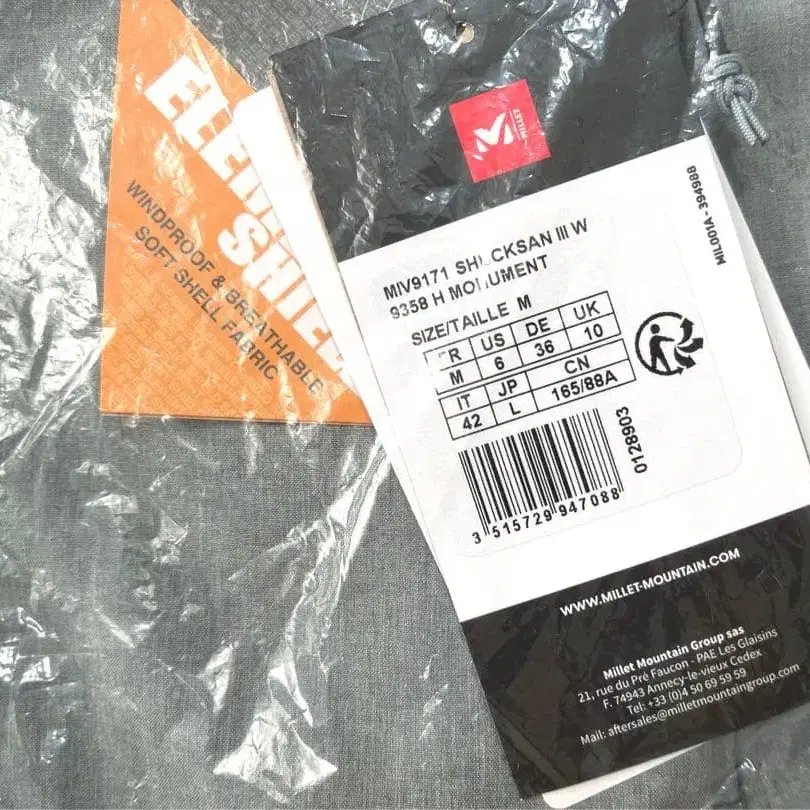 WINDPROOF & BREATHABLE
SOFT SHELL FABRIC
MILLET
MIL001A - 394988
MIV9171 III W
9358 H
SIZE/TAILLE M
US DE UK
M 6 36 10
IT JP CN
42 L 165/88A
0128903
3 515729 947088
WWW.MILLET-MOUNTAIN.COM
Millet Mountain Group sas
21, rue du Pré Faucon - PAE Les Glaisins
F. 74943 Annecy-le-vieux Cedex
Tel: +33 (0)4 50 69 59 59
Mail: aftersales@milletmountaingroup.com